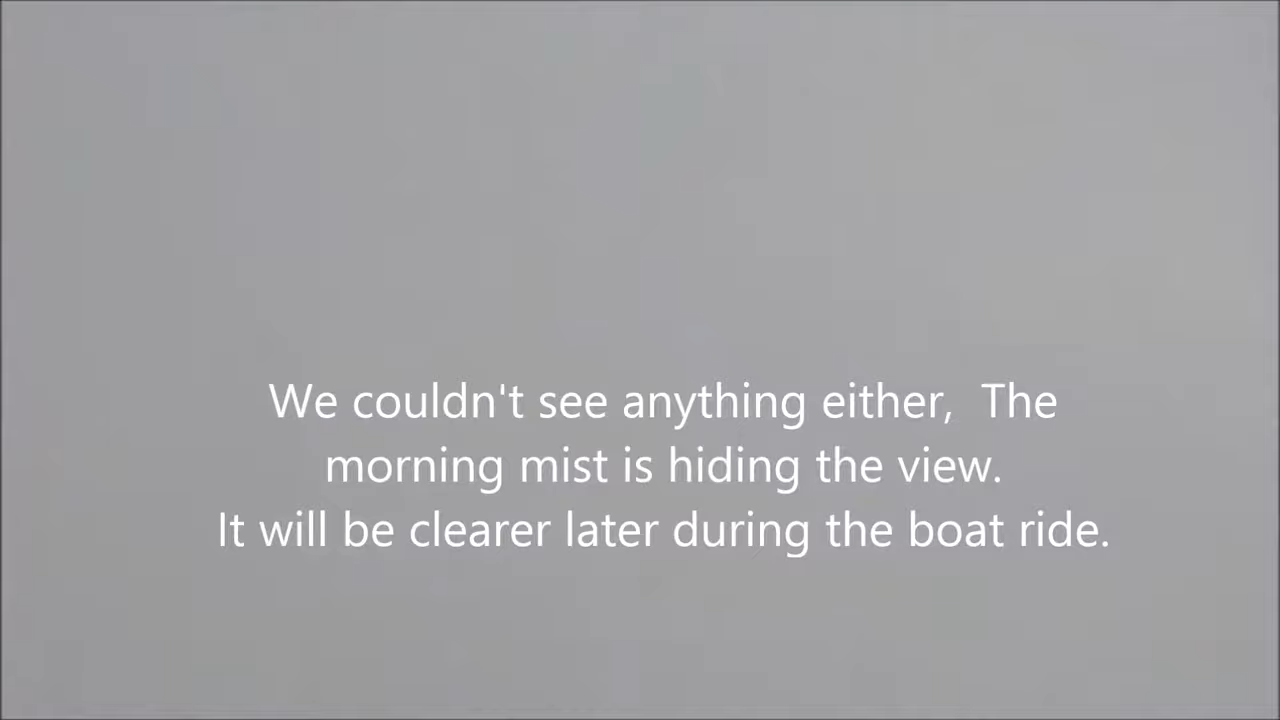 We couldn't see anything either,  The
morning mist is hiding the view.
It will be clearer later during the boat ride.